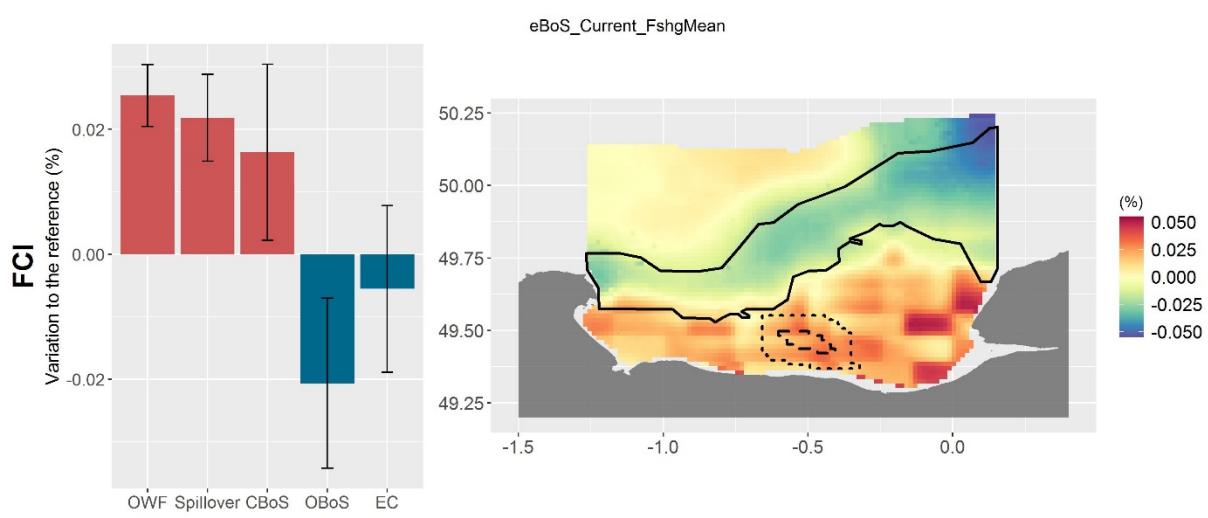 eBoS_Current_FshgMean
FCI
Variation to the reference (%)
0.02
0.00
-0.02
OWF Spillover CBoS OBoS EC
50.25
50.00
49.75
49.50
49.25
-1.5 -1.0 -0.5 0.0
(%)
0.050
0.025
0.000
-0.025
-0.050